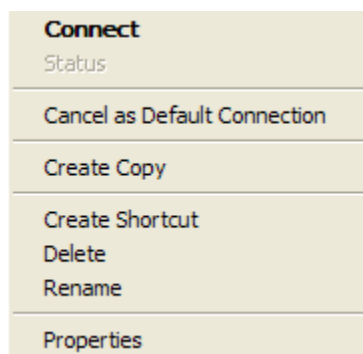 Connect
Status
Cancel as Default Connection
Create Copy
Create Shortcut
Delete
Rename
Properties